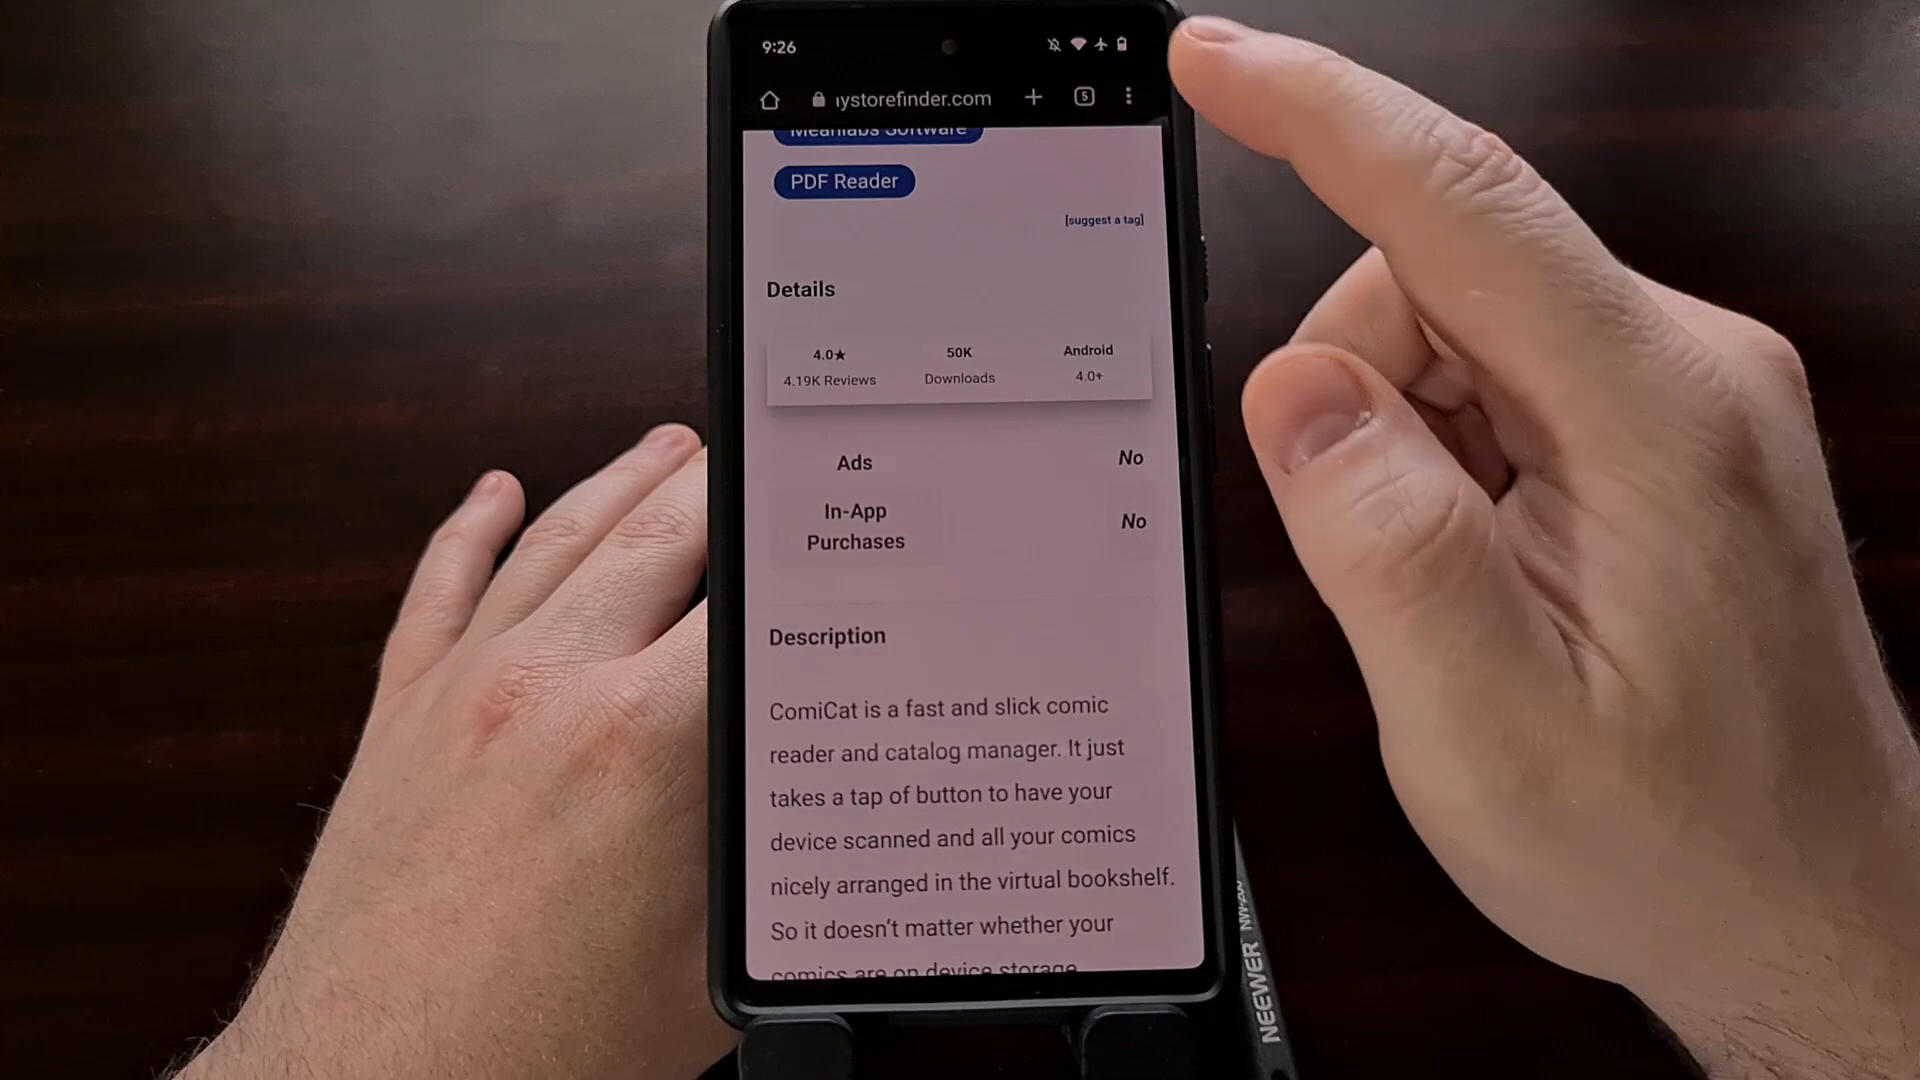 9:26
ystorefinder.com
5
Meanlabs Software
PDF Reader
[suggest a tag]
Details
4.0★ 50K Android
4.19K Reviews Downloads 4.0+
Ads No
In-App
Purchases No
Description
ComiCat is a fast and slick comic
reader and catalog manager. It just
takes a tap of button to have your
device scanned and all your comics
nicely arranged in the virtual bookshelf.
So it doesn't matter whether your
comics are on device storage
NEEWER NW-200